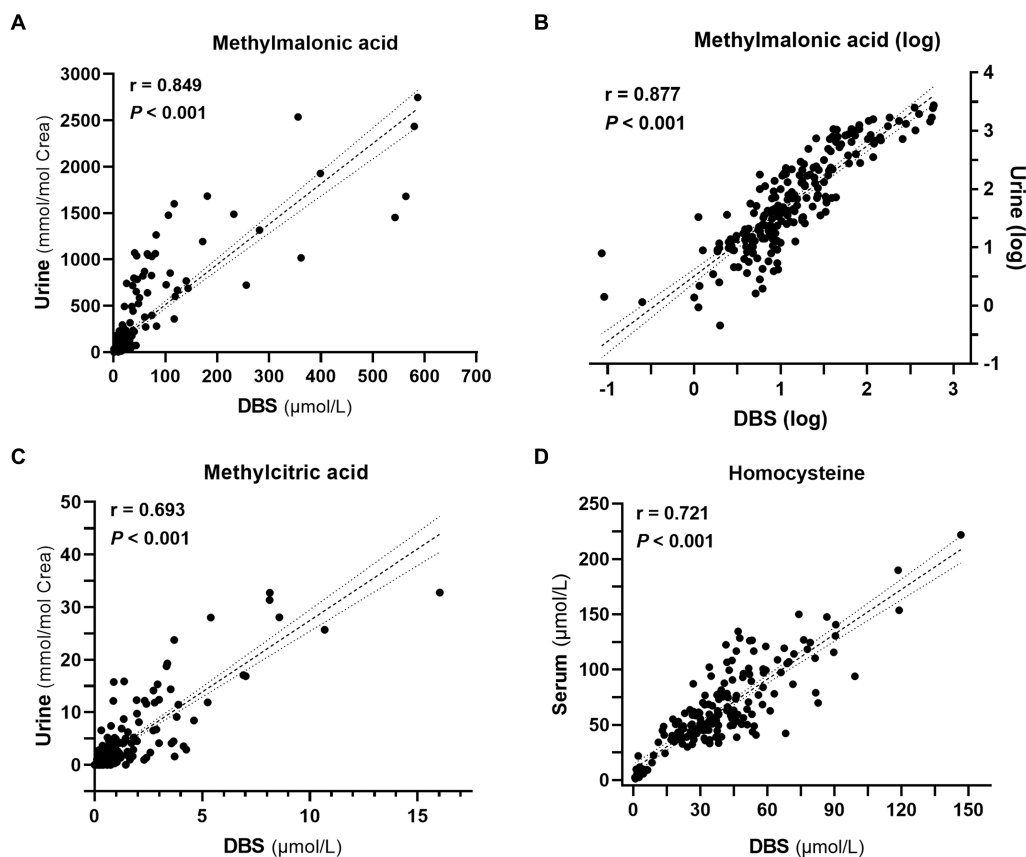 A
Methylmalonic acid
r = 0.849
P < 0.001
3000
2500
2000
1500
1000
500
0
Urine (mmol/mol Crea)
0 100 200 300 400 500 600 700
DBS (µmol/L)
B
Methylmalonic acid (log)
r = 0.877
P < 0.001
4
3
2
1
0
-1
Urine (log)
-1 0 1 2 3
DBS (log)
C
Methylcitric acid
r = 0.693
P < 0.001
50
40
30
20
10
0
Urine (mmol/mol Crea)
0 5 10 15
DBS (µmol/L)
D
Homocysteine
r = 0.721
P < 0.001
250
200
150
100
50
0
Serum (µmol/L)
0 30 60 90 120 150
DBS (µmol/L)